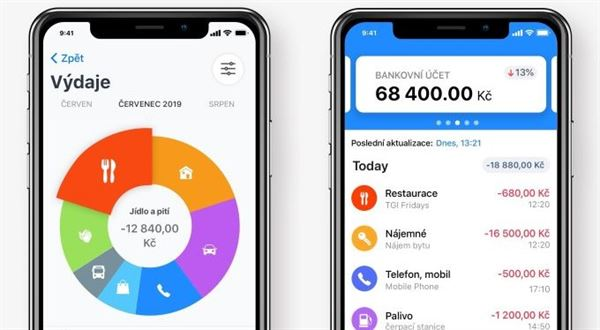 9:41
Zpět
Výdaje
ČERVEN ČERVENEC 2019 SRPEN
Jídlo a pití
-12 840,00
Kč
9:41
BANKOVNÍ ÚČET
13%
68 400.00 Kč
Poslední aktualizace: Dnes, 13:21
Today -18 880,00 Kč
Restaurace -680,00 Kč
TGI Fridays 12:20
Nájemné -16 500,00 Kč
Nájem bytu 12:20
Telefon, mobil -500,00 Kč
Mobile Phone 17:10
Palivo -1 200,00 Kč
čerpací stanice 14:50